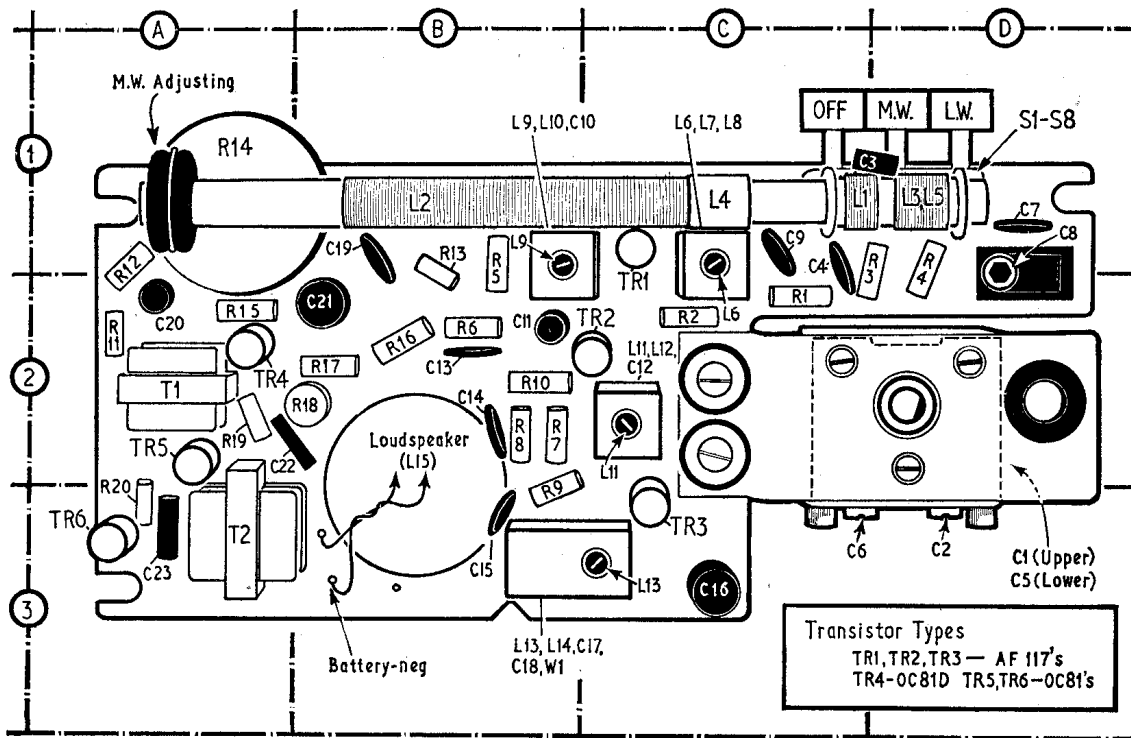 A B C D
M.W. Adjusting
OFF M.W. L.W.
L9, L10, C10
L6, L7, L8
S1-S8
1
R14
C3
L2
L4
L1
L3
L5
C7
C19
R13
R5
L9
TR1
C9
C4
R3
R4
C8
R12
C20
R15
C21
R1
L6
R11
R16
R6
C11
TR2
R2
C13
L11, L12,
C12
2
T1
TR4
R17
R10
R18
C14
R19
R8
R7
TR5
C22
Loudspeaker
(L15)
L11
R20
R9
TR6
T2
TR3
C23
C15
C6
C2
L13
C16
C1 (Upper)
C5 (Lower)
3
Battery-neg
L13, L14, C17,
C18, W1
Transistor Types
TR1, TR2, TR3 — AF 117's
TR4-OC81D TR5, TR6-OC81's